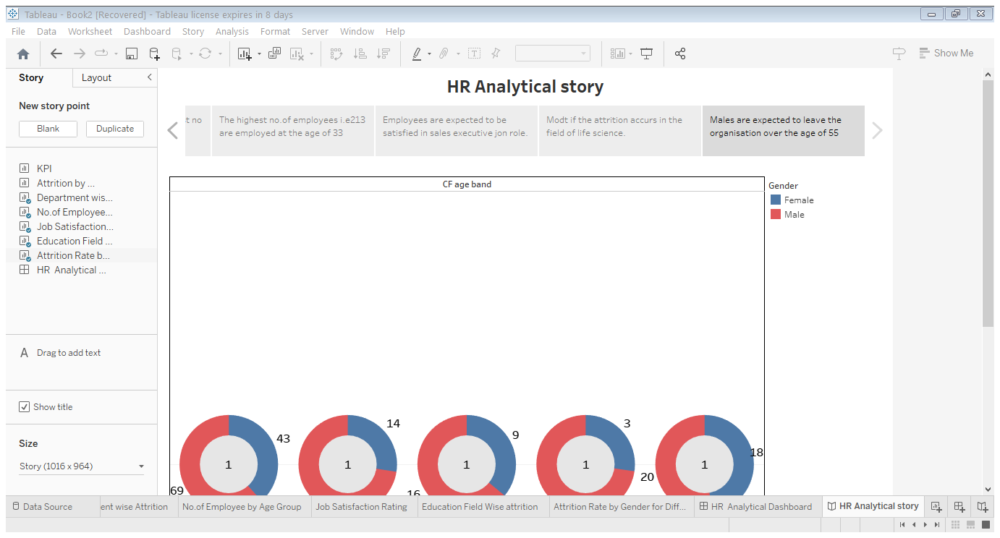 Tableau - Book2 [Recovered] - Tableau license expires in 8 days
File Data Worksheet Dashboard Story Analysis Format Server Window Help
Show Me
Story Layout
New story point
Blank Duplicate
KPI
Attrition by ...
Department wis...
No.of Employee...
Job Satisfaction...
Education Field ...
Attrition Rate b...
HR Analytical ...
A Drag to add text
Show title
Size
Story (1016 x 964)
HR Analytical story
t no
The highest no.of employees i.e213
are employed at the age of 33
Employees are expected to be
satisfied in sales executive jon role.
Modt if the attrition accurs in the
field of life science.
Males are expected to leave the
organisation over the age of 55
CF age band
Gender
Female
Male
43
1
69
14
1
16
9
1
3
1
20
18
1
Data Source
ent wise Attrition
No.of Employee by Age Group
Job Satisfaction Rating
Education Field Wise attrition
Attrition Rate by Gender for Diff...
HR Analytical Dashboard
HR Analytical story